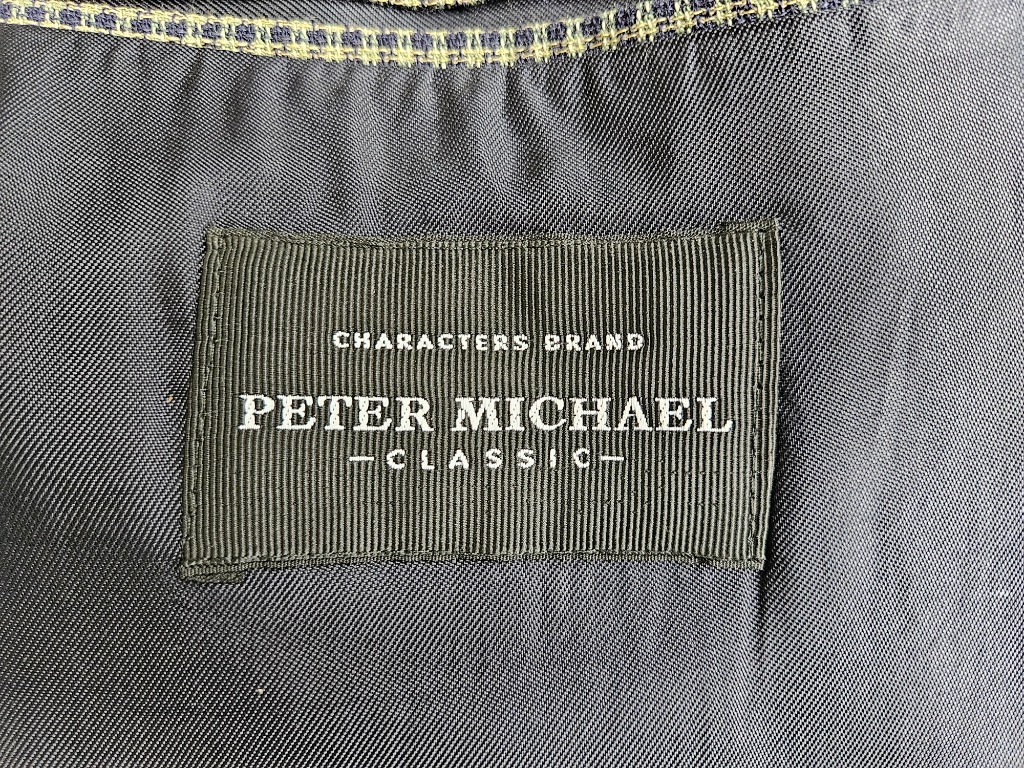 CHARACTERS BRAND
PETER MICHAEL
—CLASSIC—